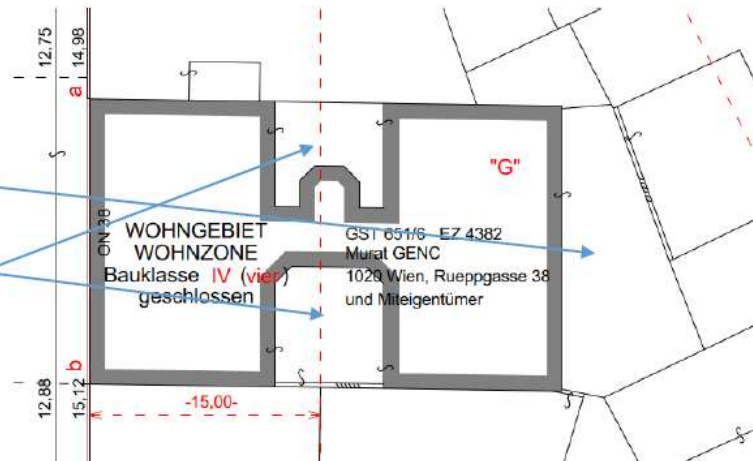 12,75
14,98
a
"G"
ON 38
WOHNGEBIET
WOHNZONE
Bauklasse IV (vier)
geschlossen
GST 651/6 EZ 4382
Murat GENC
1020 Wien, Rueppgasse 38
und Miteigentümer
b
12,88
15,12
-15,00-